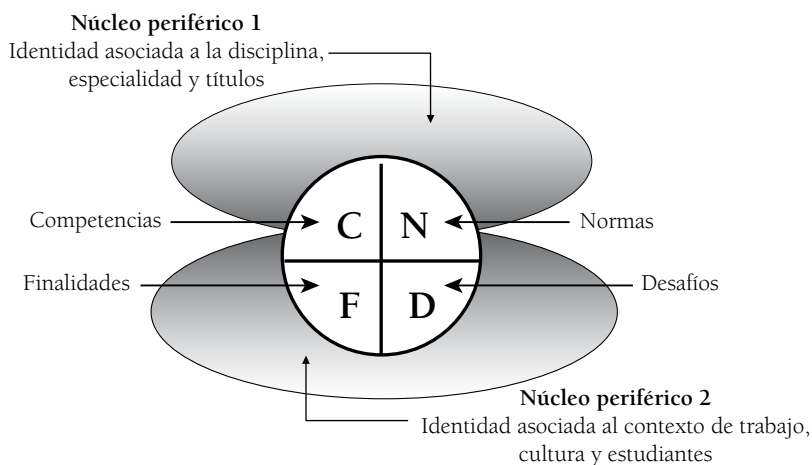 Núcleo periférico 1
Identidad asociada a la disciplina,
especialidad y títulos
Competencias
C
N
Normas
Finalidades
F
D
Desafíos
Núcleo periférico 2
Identidad asociada al contexto de trabajo,
cultura y estudiantes